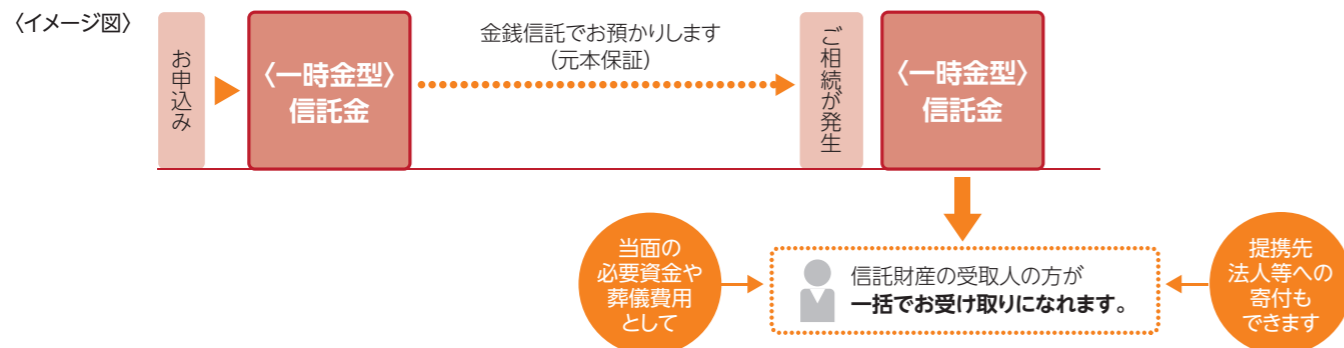 〈イメージ図〉
お申込み
〈一時金型〉
信託金
金銭信託でお預かりします
(元本保証)
ご相続が発生
〈一時金型〉
信託金
当面の
必要資金や
葬儀費用
として
信託財産の受取人の方が
一括でお受け取りになれます。
提携先
法人等への
寄付も
できます